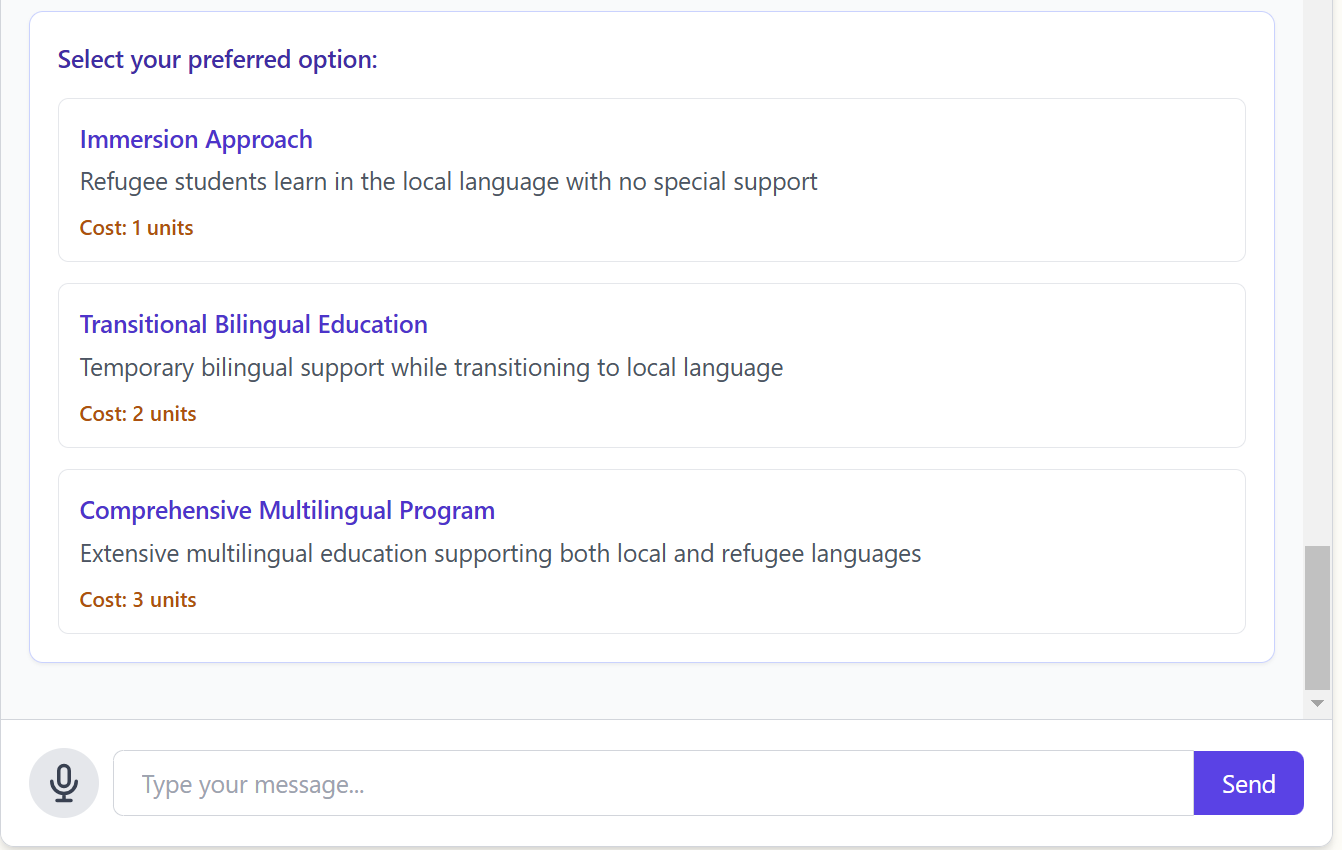 Select your preferred option:
Immersion Approach
Refugee students learn in the local language with no special support
Cost: 1 units
Transitional Bilingual Education
Temporary bilingual support while transitioning to local language
Cost: 2 units
Comprehensive Multilingual Program
Extensive multilingual education supporting both local and refugee languages
Cost: 3 units
Type your message...
Send